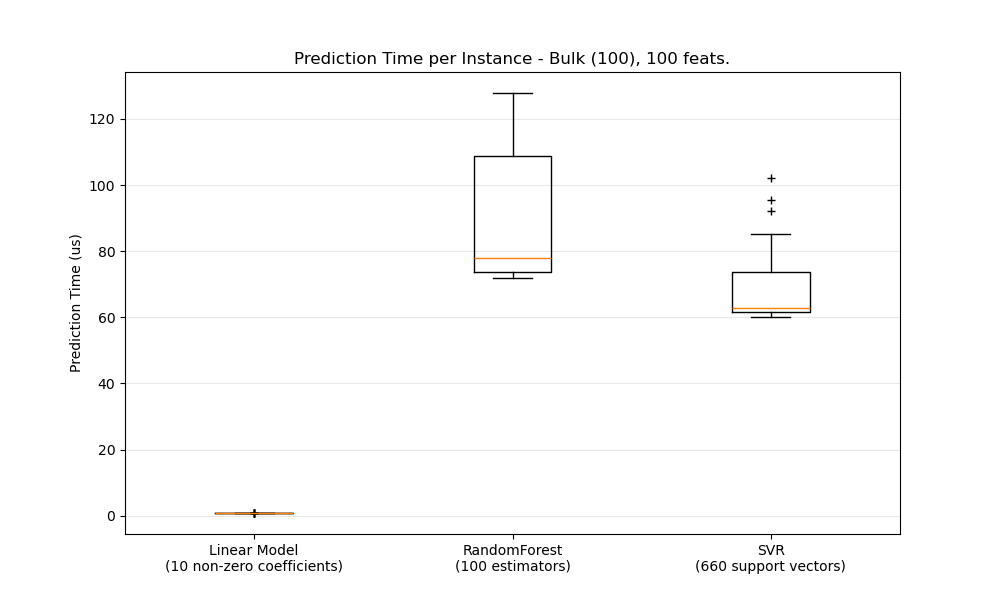 Prediction Time per Instance - Bulk (100), 100 feats.
Prediction Time (us)
120
100
80
60
40
20
0
Linear Model
(10 non-zero coefficients)
RandomForest
(100 estimators)
SVR
(660 support vectors)